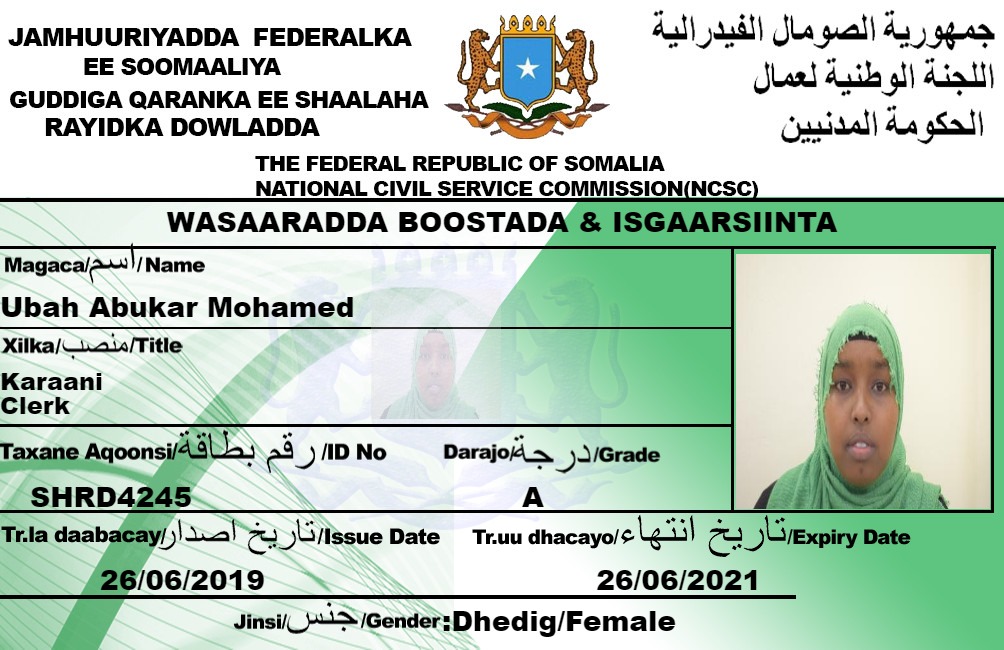 JAMHUURIYADDA FEDERALKA
EE SOOMAALIYA
GUDDIGA QARANKA EE SHAALAHA
RAYIDKA DOWLADDA
جمهورية الصومال الفيدرالية
اللجنة الوطنية لعمال
الحكومة المدنيين
THE FEDERAL REPUBLIC OF SOMALIA
NATIONAL CIVIL SERVICE COMMISSION(NCSC)
WASAARADDA BOOSTADA & ISGAARSIINTA
Magaca/اسم/Name
Ubah Abukar Mohamed
Xilka/منصب/Title
Karaani
Clerk
Taxane Aqoonsi/رقم بطاقة/ID No Darajo/درجة/Grade
SHRD4245 A
Tr.la daabacay/تاريخ اصدار/Issue Date Tr.uu dhacayo/تاريخ انتهاء/Expiry Date
26/06/2019 26/06/2021
Jinsi/جنس/Gender:Dhedig/Female